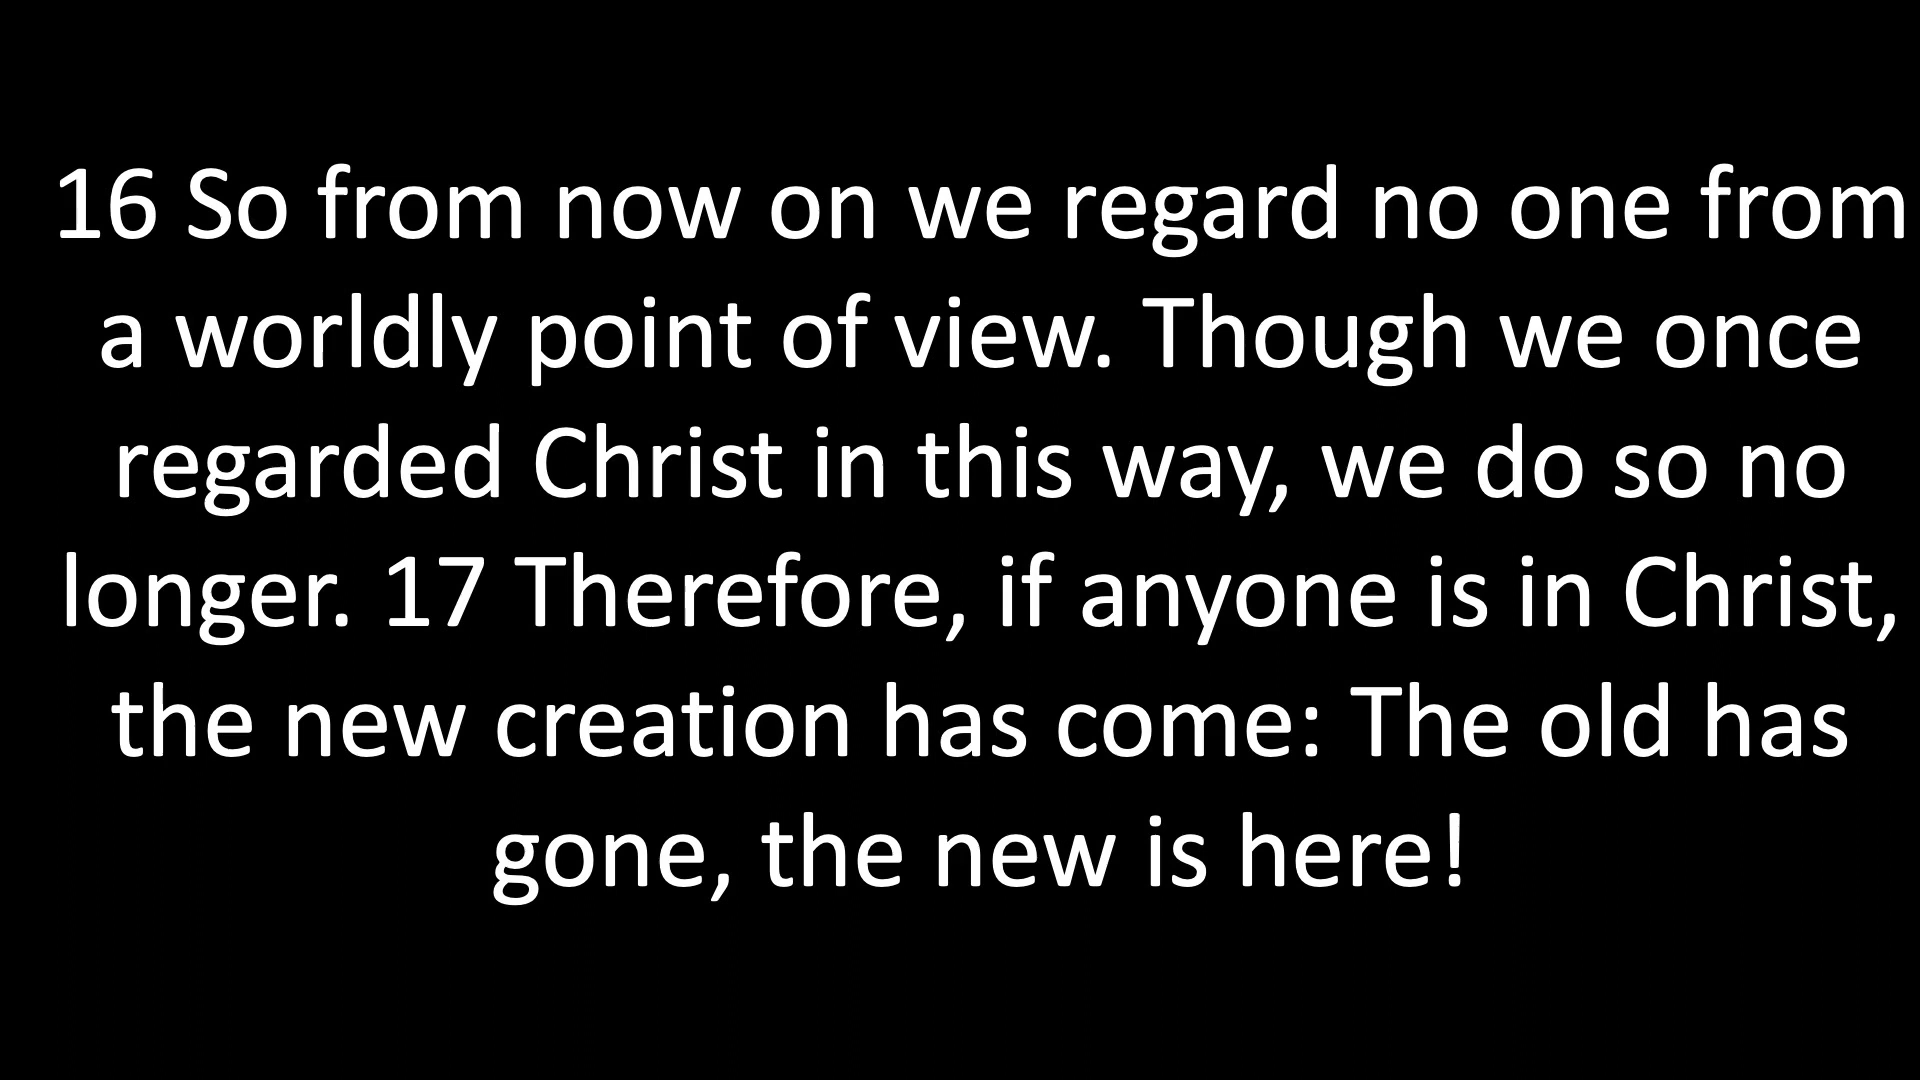 16 So from now on we regard no one from
a worldly point of view. Though we once
regarded Christ in this way, we do so no
longer. 17 Therefore, if anyone is in Christ,
the new creation has come: The old has
gone, the new is here!